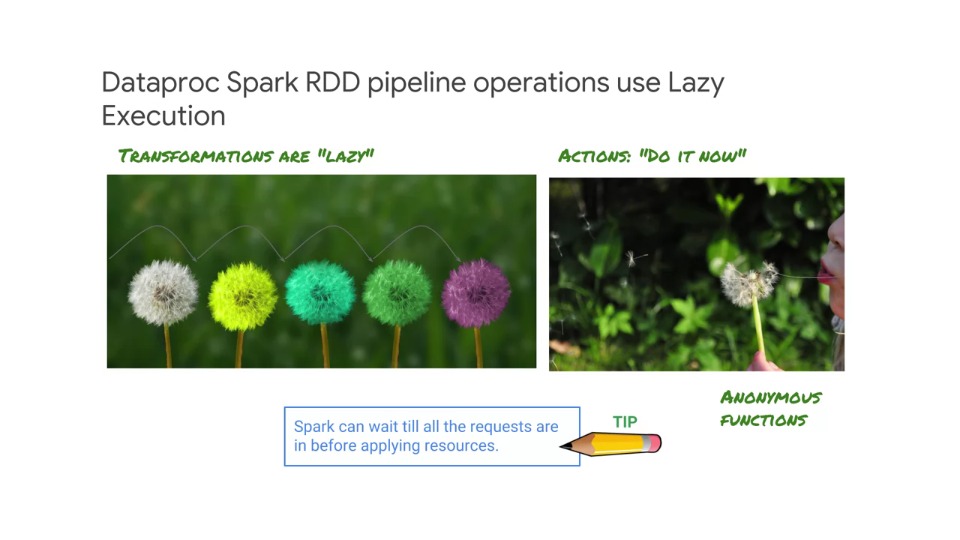 Dataproc Spark RDD pipeline operations use Lazy
Execution
Transformations are "lazy"
Actions: "Do it now"
Spark can wait till all the requests are
in before applying resources.
TIP
Anonymous
functions